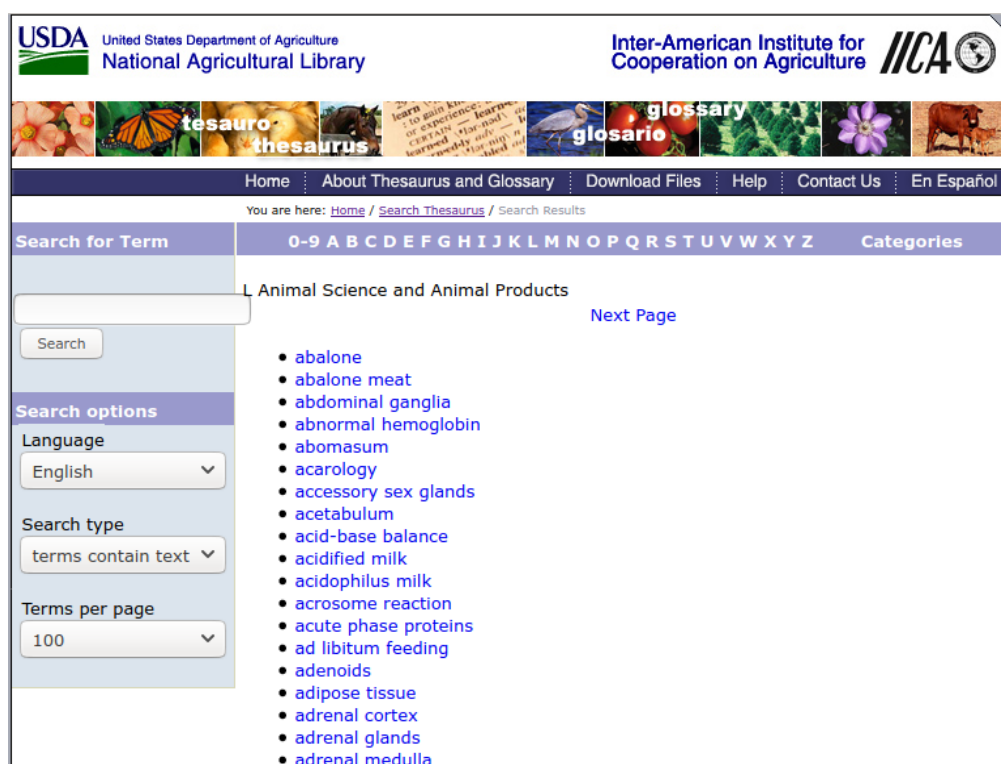 USDA
United States Department of Agriculture
National Agricultural Library
Inter-American Institute for
Cooperation on Agriculture
IICA
tesauro
thesaurus
glossary
glosario
Home
About Thesaurus and Glossary
Download Files
Help
Contact Us
En Español
You are here: Home / Search Thesaurus / Search Results
Search for Term
0-9 A B C D E F G H I J K L M N O P Q R S T U V W X Y Z
Categories
L Animal Science and Animal Products
Next Page
Search
Search options
Language
English
Search type
terms contain text
Terms per page
100
abalone
abalone meat
abdominal ganglia
abnormal hemoglobin
abomasum
acarology
accessory sex glands
acetabulum
acid-base balance
acidified milk
acidophilus milk
acrosome reaction
acute phase proteins
ad libitum feeding
adenoids
adipose tissue
adrenal cortex
adrenal glands
adrenal medulla